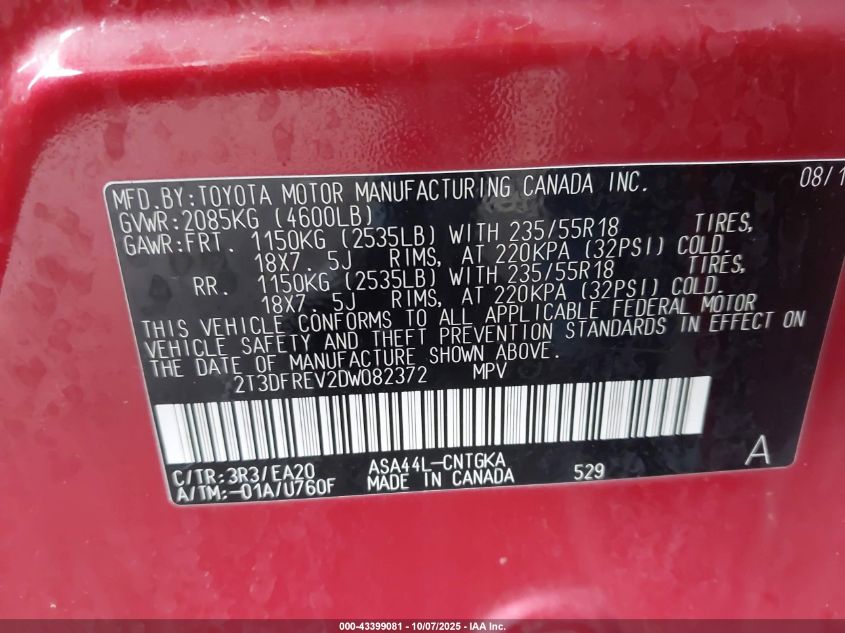 MFD.BY:TOYOTA MOTOR MANUFACTURING CANADA INC. 08/1
GVWR:2085KG (4600LB)
GAWR:FRT. 1150KG (2535LB) WITH 235/55R18 TIRES,
18X7.5J RIMS, AT 220KPA (32PSI) COLD.
RR. 1150KG (2535LB) WITH 235/55R18 TIRES,
18X7.5J RIMS, AT 220KPA (32PSI) COLD.
THIS VEHICLE CONFORMS TO ALL APPLICABLE FEDERAL MOTOR
VEHICLE SAFETY AND THEFT PREVENTION STANDARDS IN EFFECT ON
THE DATE OF MANUFACTURE SHOWN ABOVE.
2T3DFREV2DW082372 MPV
C/TR:3R3/EA20 ASA44L-CNTGKA 529 A
A/TM:-01A/U760F MADE IN CANADA
000-43399081 - 10/07/2025 - IAA Inc.